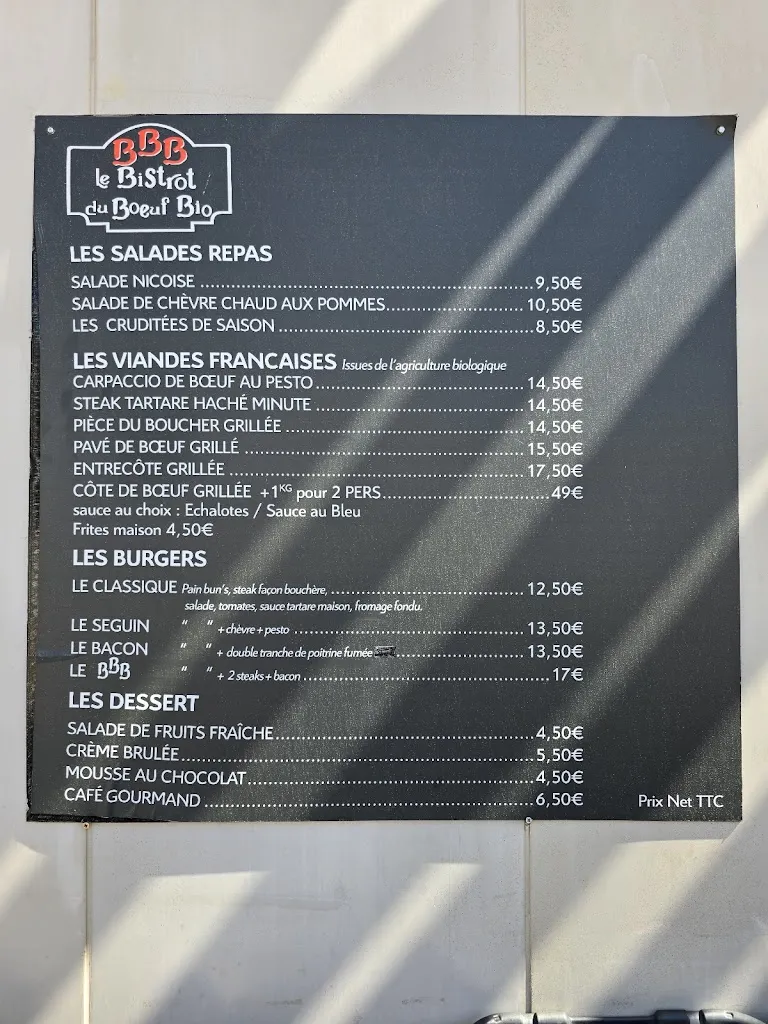 BBB
le Bistrot
du Boeuf Bio
LES SALADES REPAS
SALADE NICOISE ........ 9,50€
SALADE DE CHÈVRE CHAUD AUX POMMES ........ 10,50€
LES CRUDITÉES DE SAISON ........ 8,50€
LES VIANDES FRANCAISES Issues de l'agriculture biologique
CARPACCIO DE BŒUF AU PESTO ........ 14,50€
STEAK TARTARE HACHÉ MINUTE ........ 14,50€
PIÈCE DU BOUCHER GRILLÉE ........ 14,50€
PAVÉ DE BŒUF GRILLÉ ........ 15,50€
ENTRECÔTE GRILLÉE ........ 17,50€
CÔTE DE BŒUF GRILLÉE +1KG pour 2 PERS ........ 49€
sauce au choix : Echalotes / Sauce au Bleu
Frites maison 4,50€
LES BURGERS
LE CLASSIQUE Pain bun's, steak façon bouchère, ........ 12,50€
salade, tomates, sauce tartare maison, fromage fondu.
LE SEGUIN " " + chèvre + pesto ........ 13,50€
LE BACON " " + double tranche de poitrine fumée ........ 13,50€
LE BBB " " + 2 steaks + bacon ........ 17€
LES DESSERT
SALADE DE FRUITS FRAÎCHE ........ 4,50€
CRÈME BRULÉE ........ 5,50€
MOUSSE AU CHOCOLAT ........ 4,50€
CAFÉ GOURMAND ........ 6,50€
Prix Net TTC